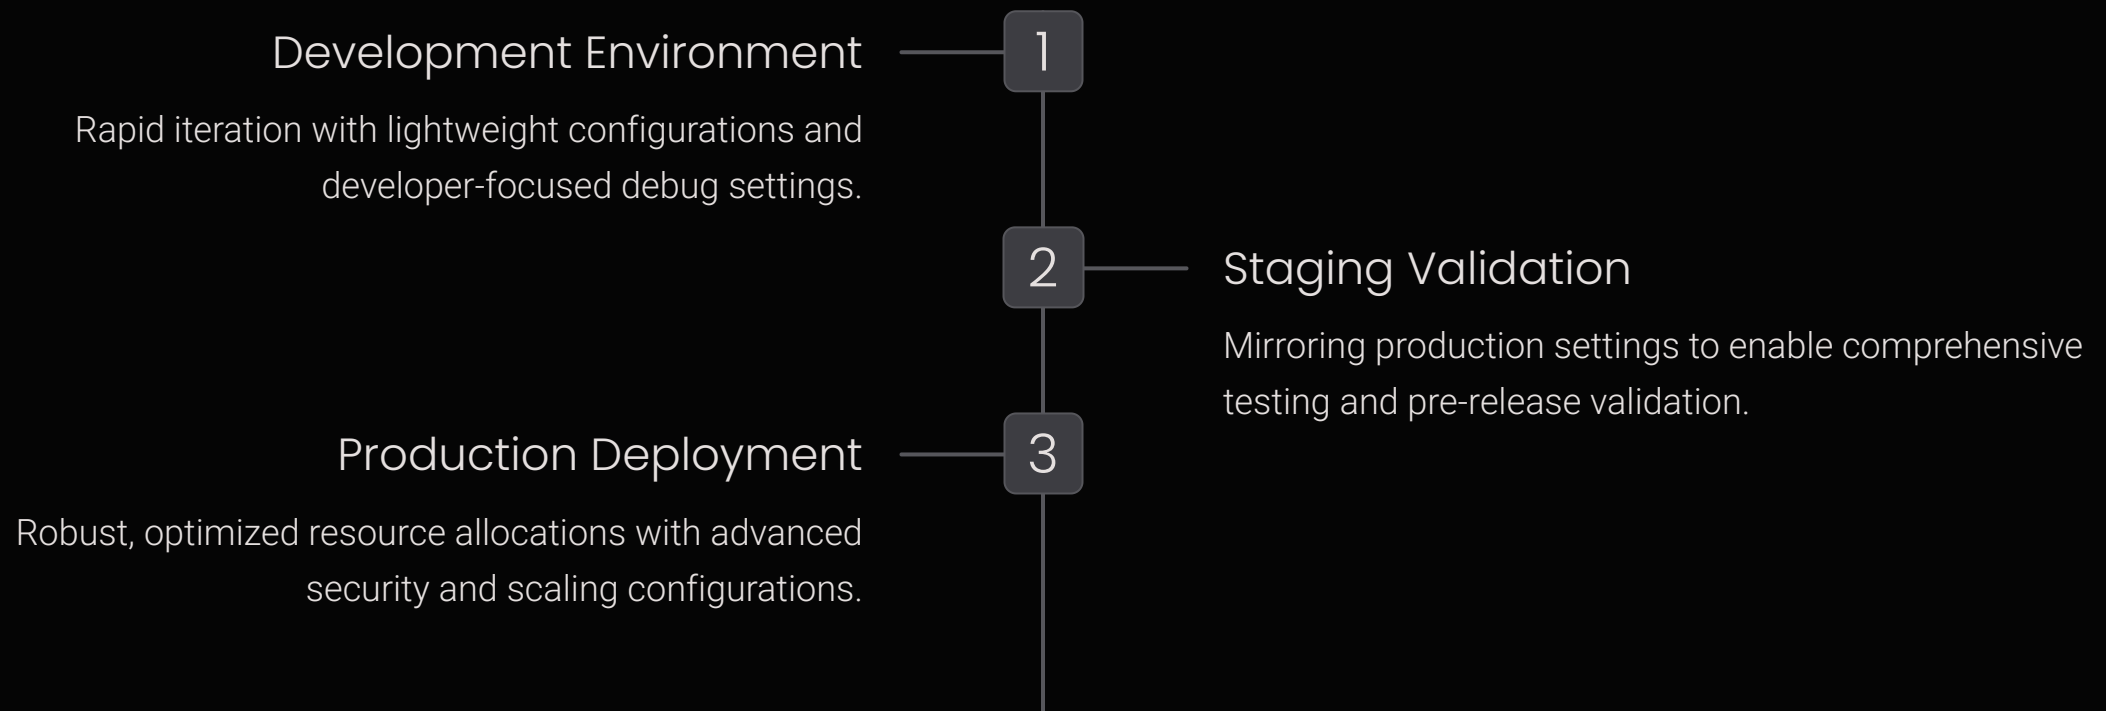 Development Environment
1
Rapid iteration with lightweight configurations and
developer-focused debug settings.
2
Staging Validation
Mirroring production settings to enable comprehensive
testing and pre-release validation.
Production Deployment
3
Robust, optimized resource allocations with advanced
security and scaling configurations.